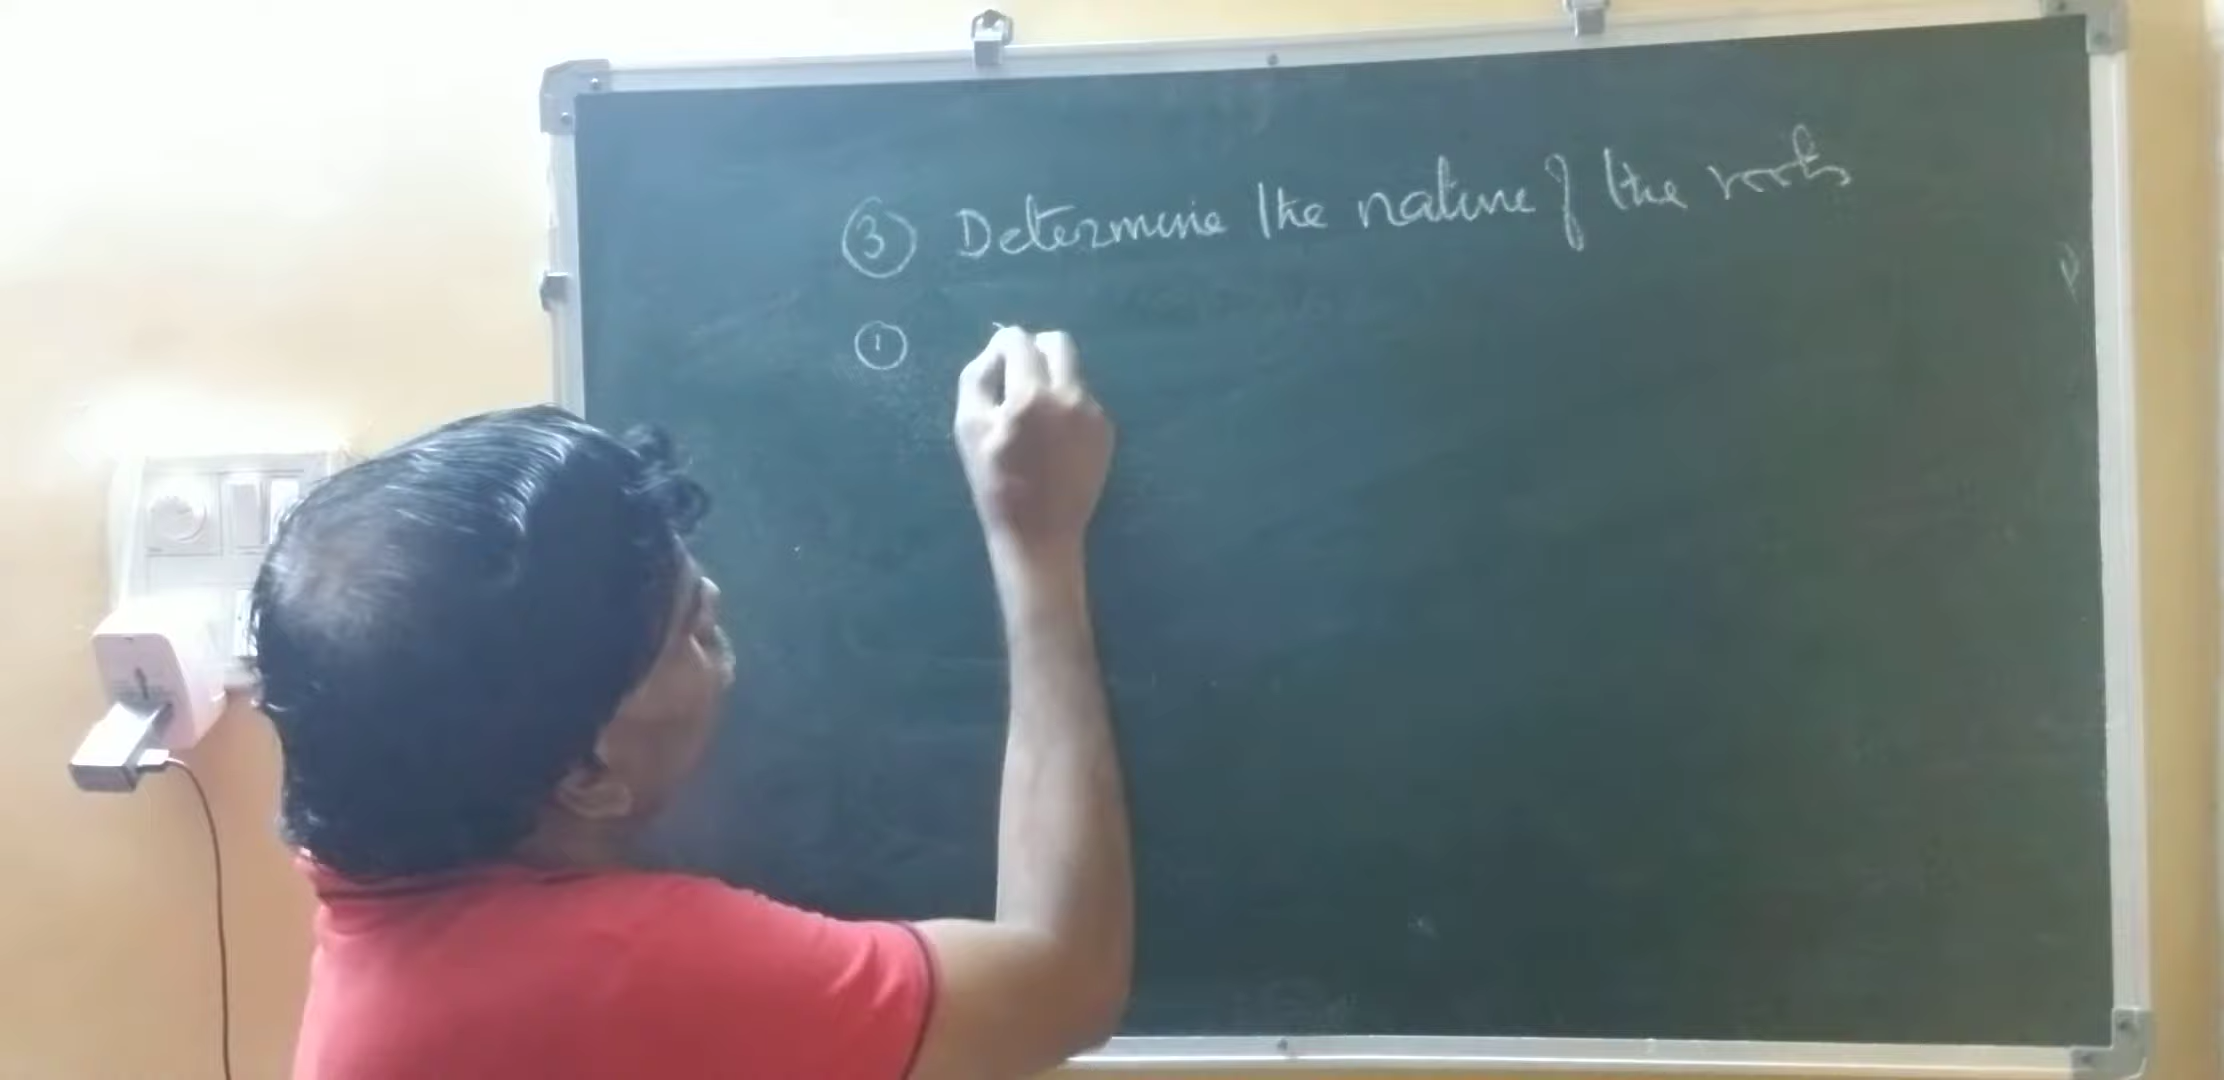 ③ Determine the nature of the roots
①